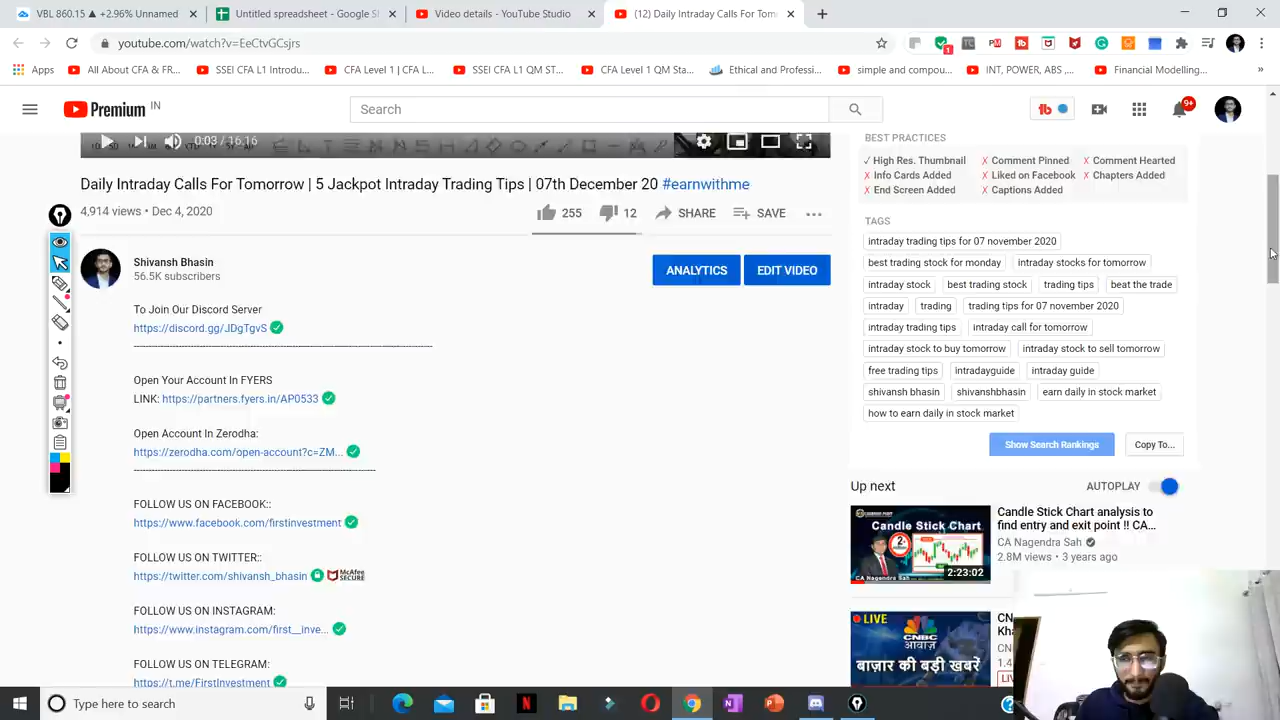 VBL 860.15 ▲ +2.96% Unnamed
Untitled spreadsheet - Google S
Video details - YouTube Studio
(12) Daily Intraday Calls For Tom
youtube.com/watch?v=EeCtvGCsjrs
Apps
All About CFA & FR...
SSEI CFA L1 Introdu...
CFA Level 1 CFA L...
SSEI CFA L1 QM ST...
CFA Level 1 QM Sta...
Ethical and Professi...
simple and compou...
INT, POWER, ABS ,...
Financial Modelling...
Premium IN
Search
9+
0:03 / 16:16
Daily Intraday Calls For Tomorrow | 5 Jackpot Intraday Trading Tips | 07th December 20 #earnwithme
4,914 views • Dec 4, 2020
255
12
SHARE
SAVE
Shivansh Bhasin
56.5K subscribers
ANALYTICS
EDIT VIDEO
To Join Our Discord Server
https://discord.gg/JDgTgvS
Open Your Account In FYERS
LINK: https://partners.fyers.in/AP0533
Open Account In Zerodha:
https://zerodha.com/open-account?c=ZM...
FOLLOW US ON FACEBOOK::
https://www.facebook.com/firstinvestment
FOLLOW US ON TWITTER::
https://twitter.com/shivansh_bhasin
McAfee
SECURE
FOLLOW US ON INSTAGRAM:
https://www.instagram.com/first__inve...
FOLLOW US ON TELEGRAM:
https://t.me/FirstInvestment
BEST PRACTICES
✓ High Res. Thumbnail
✗ Comment Pinned
✗ Comment Hearted
✗ Info Cards Added
✗ Liked on Facebook
✗ Chapters Added
✗ End Screen Added
✗ Captions Added
TAGS
intraday trading tips for 07 november 2020
best trading stock for monday
intraday stocks for tomorrow
intraday stock
best trading stock
trading tips
beat the trade
intraday
trading
trading tips for 07 november 2020
intraday trading tips
intraday call for tomorrow
intraday stock to buy tomorrow
intraday stock to sell tomorrow
free trading tips
intradayguide
intraday guide
shivansh bhasin
shivanshbhasin
earn daily in stock market
how to earn daily in stock market
Show Search Rankings
Copy To...
Up next
AUTOPLAY
Candle Stick Chart
CA Nagendra Sah
2:23:02
Candle Stick Chart analysis to
find entry and exit point !! CA...
CA Nagendra Sah
2.8M views • 3 years ago
LIVE
CNBC
आवाज़
बाज़ार की बड़ी खबरें
Type here to search